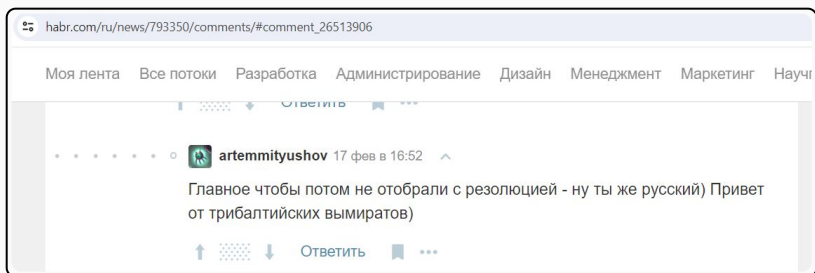 habr.com/ru/news/793350/comments/#comment_26513906
Моя лента Все потоки Разработка Администрирование Дизайн Менеджмент Маркетинг Науч
Ответить
artemmityushov 17 фев в 16:52
Главное чтобы потом не отобрали с резолюцией - ну ты же русский) Привет
от трибалтийских вымиратов)
Ответить